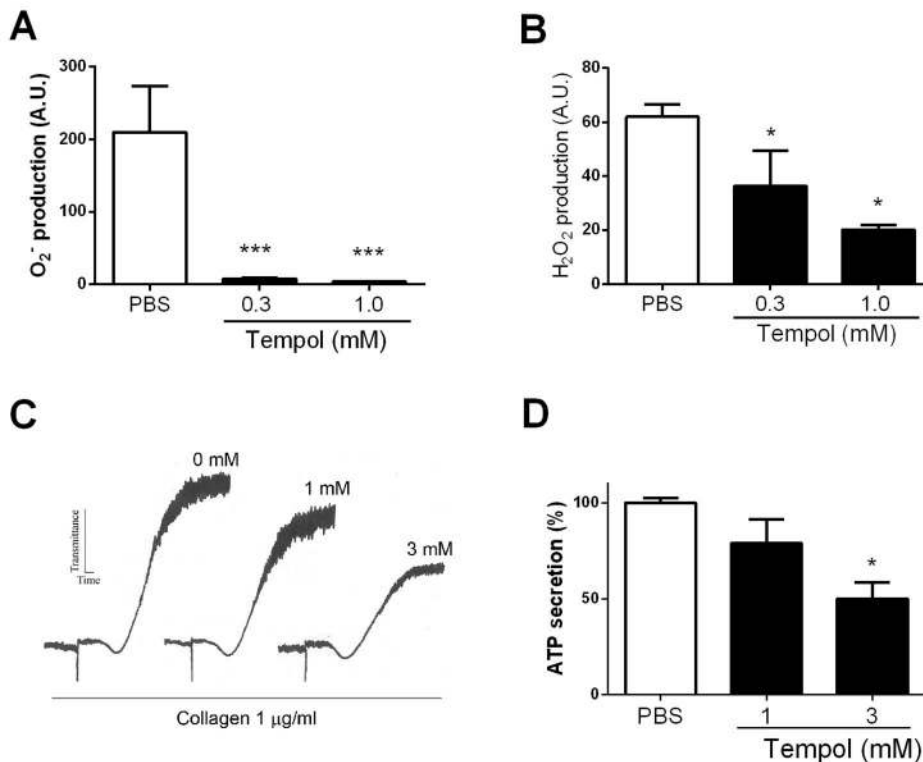 A
O₂⁻ production (A.U.)
300
200
100
0
PBS
0.3
1.0
Tempol (mM)
B
H₂O₂ production (A.U.)
80
60
40
20
0
*
*
PBS
0.3
1.0
Tempol (mM)
***
***
C
0 mM
1 mM
3 mM
Transmittance
Time
Collagen 1 µg/ml
D
ATP secretion (%)
100
50
0
*
PBS
1
3
Tempol (mM)